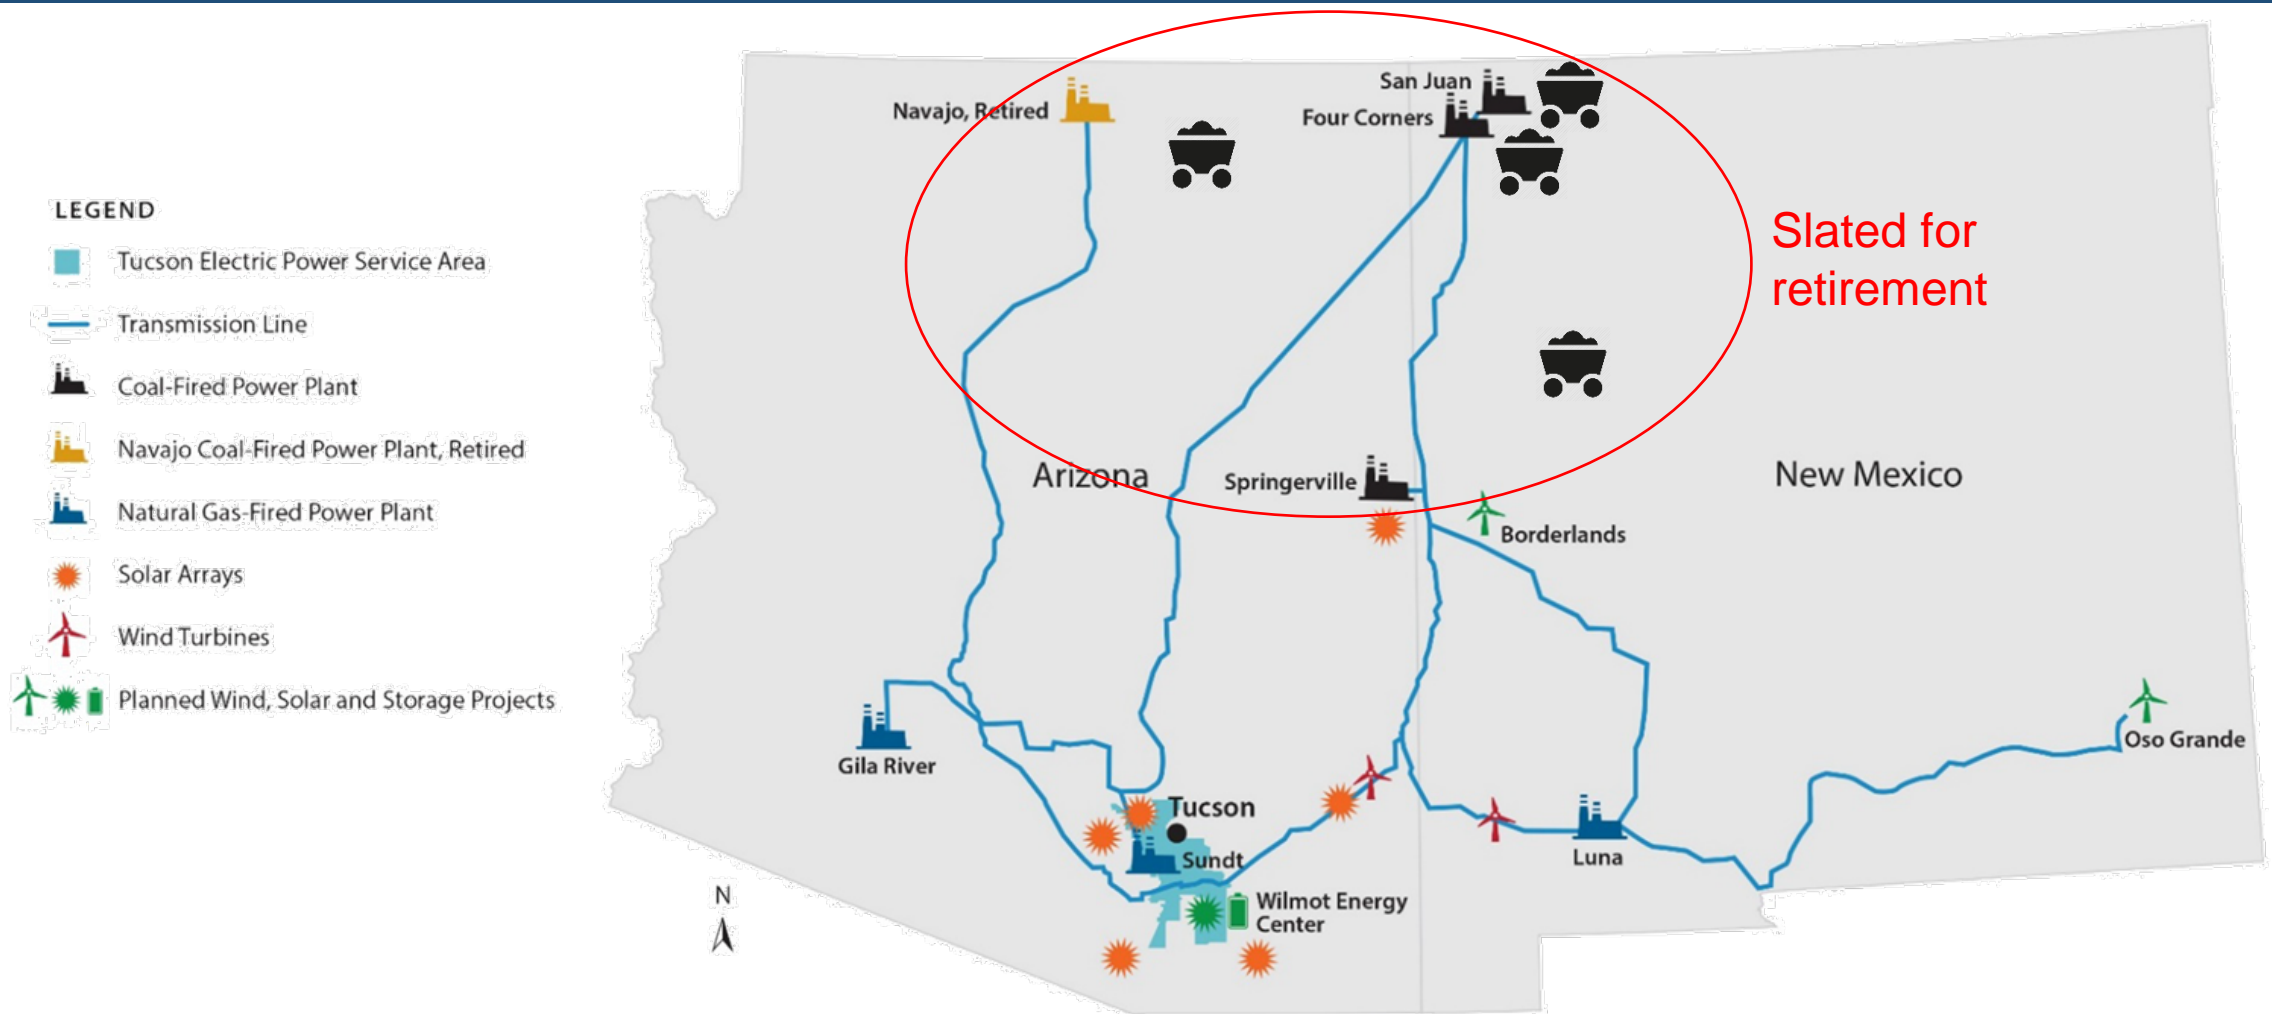 LEGEND
Tucson Electric Power Service Area
Transmission Line
Coal-Fired Power Plant
Navajo Coal-Fired Power Plant, Retired
Natural Gas-Fired Power Plant
Solar Arrays
Wind Turbines
Planned Wind, Solar and Storage Projects
Navajo, Retired
San Juan
Four Corners
Slated for
retirement
Arizona
Springerville
New Mexico
Borderlands
Gila River
Oso Grande
Tucson
Sundt
Luna
Wilmot Energy
Center
N